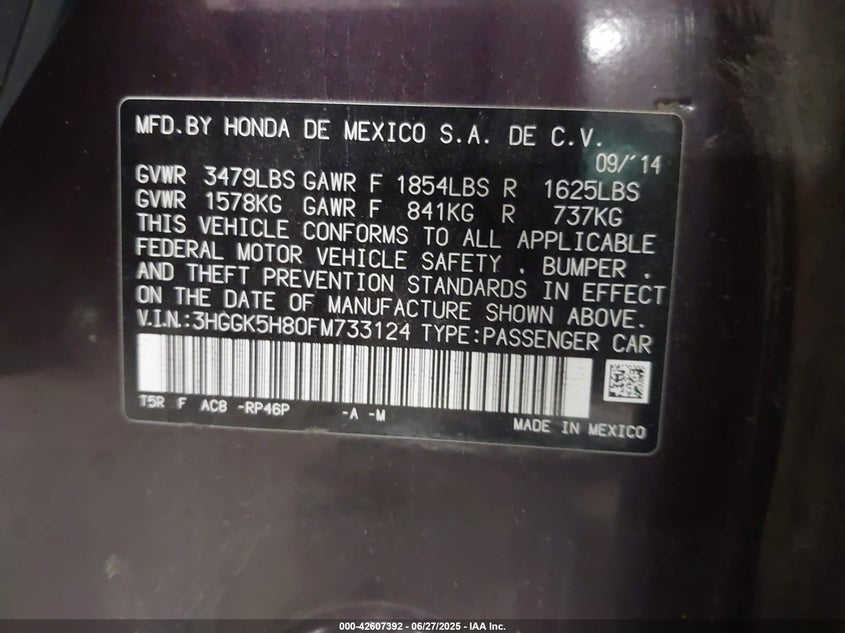 MFD.BY HONDA DE MEXICO S.A. DE C.V.
09/'14
GVWR 3479LBS GAWR F 1854LBS R 1625LBS
GVWR 1578KG GAWR F 841KG R 737KG
THIS VEHICLE CONFORMS TO ALL APPLICABLE
FEDERAL MOTOR VEHICLE SAFETY , BUMPER ,
AND THEFT PREVENTION STANDARDS IN EFFECT
ON THE DATE OF MANUFACTURE SHOWN ABOVE.
V.I.N.:3HGGK5H80FM733124 TYPE:PASSENGER CAR
T5R F AC8 -RP46P -A -M
MADE IN MEXICO
000-42607392 - 06/27/2025 - IAA Inc.